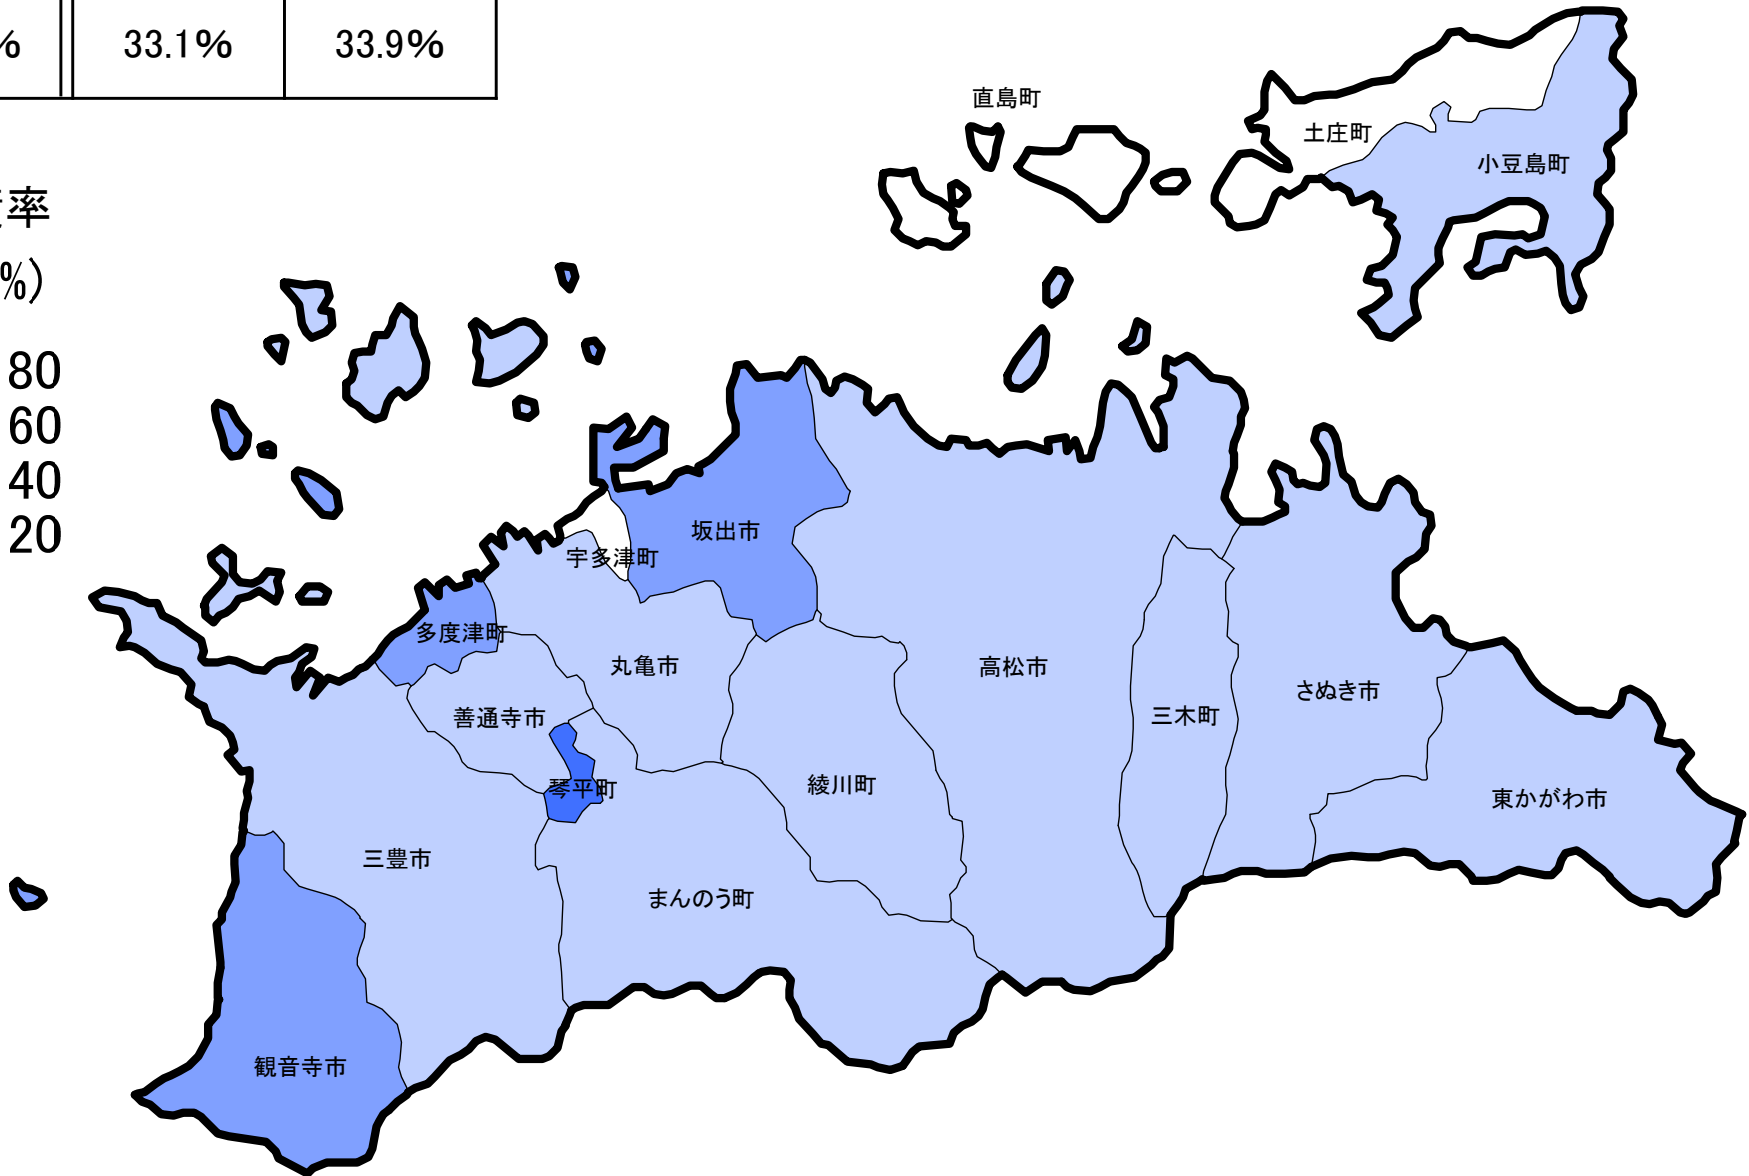 % 33.1% 33.9%
直島町
土庄町
小豆島町
率
%)
80
60
40
20
坂出市
宇多津町
多度津町
丸亀市
高松市
さぬき市
善通寺市
三木町
琴平町
綾川町
東かがわ市
三豊市
まんのう町
観音寺市